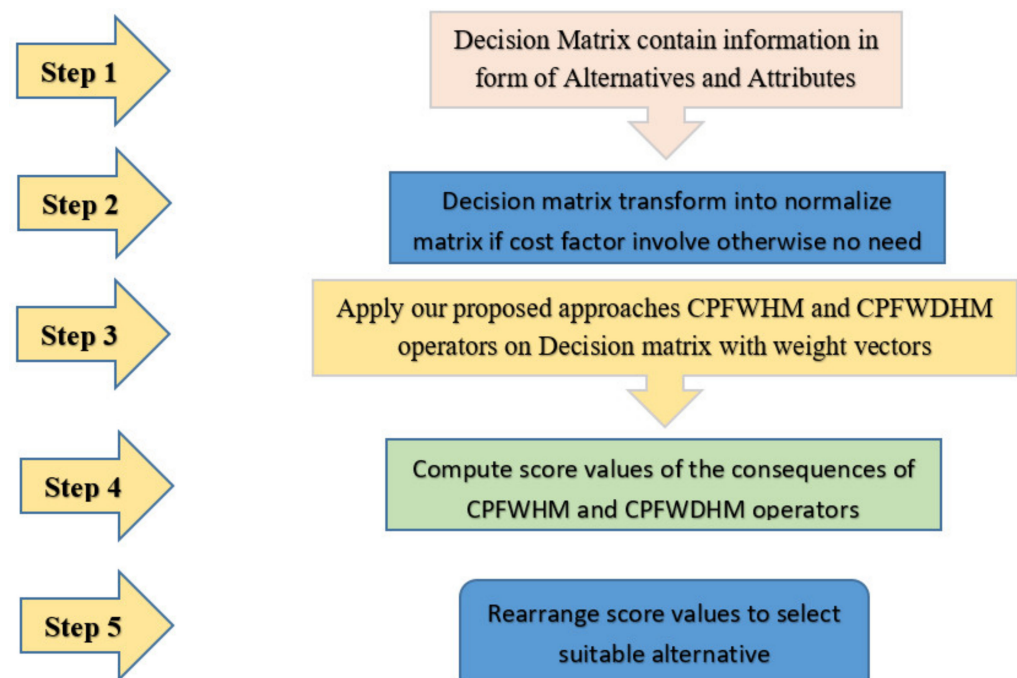 Step 1
Decision Matrix contain information in
form of Alternatives and Attributes
Step 2
Decision matrix transform into normalize
matrix if cost factor involve otherwise no need
Step 3
Apply our proposed approaches CPFWHM and CPFWDHM
operators on Decision matrix with weight vectors
Step 4
Compute score values of the consequences of
CPFWHM and CPFWDHM operators
Step 5
Rearrange score values to select
suitable alternative